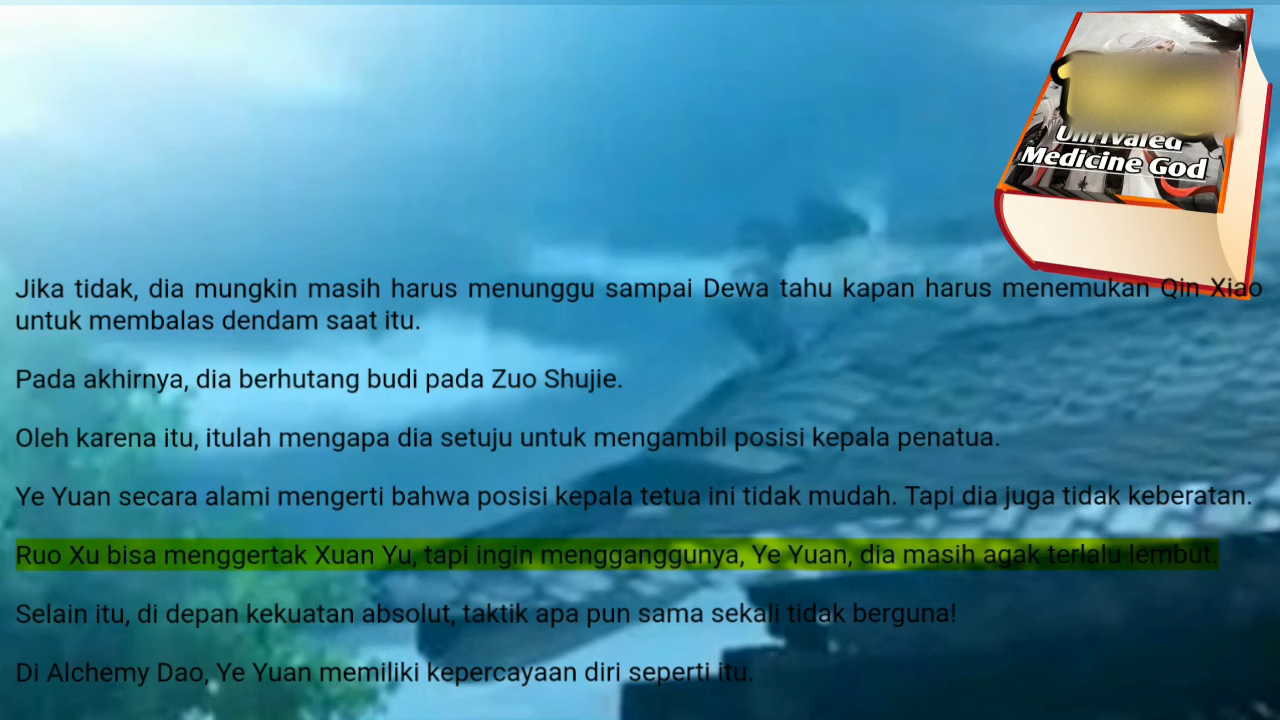 Unrivaled
Medicine God
Jika tidak, dia mungkin masih harus menunggu sampai Dewa tahu kapan harus menemukan Qin Xiao
untuk membalas dendam saat itu.
Pada akhirnya, dia berhutang budi pada Zuo Shujie.
Oleh karena itu, itulah mengapa dia setuju untuk mengambil posisi kepala penatua.
Ye Yuan secara alami mengerti bahwa posisi kepala tetua ini tidak mudah. Tapi dia juga tidak keberatan.
Ruo Xu bisa menggertak Xuan Yu, tapi ingin mengganggunya, Ye Yuan, dia masih agak terlalu lembut.
Selain itu, di depan kekuatan absolut, taktik apa pun sama sekali tidak berguna!
Di Alchemy Dao, Ye Yuan memiliki kepercayaan diri seperti itu.